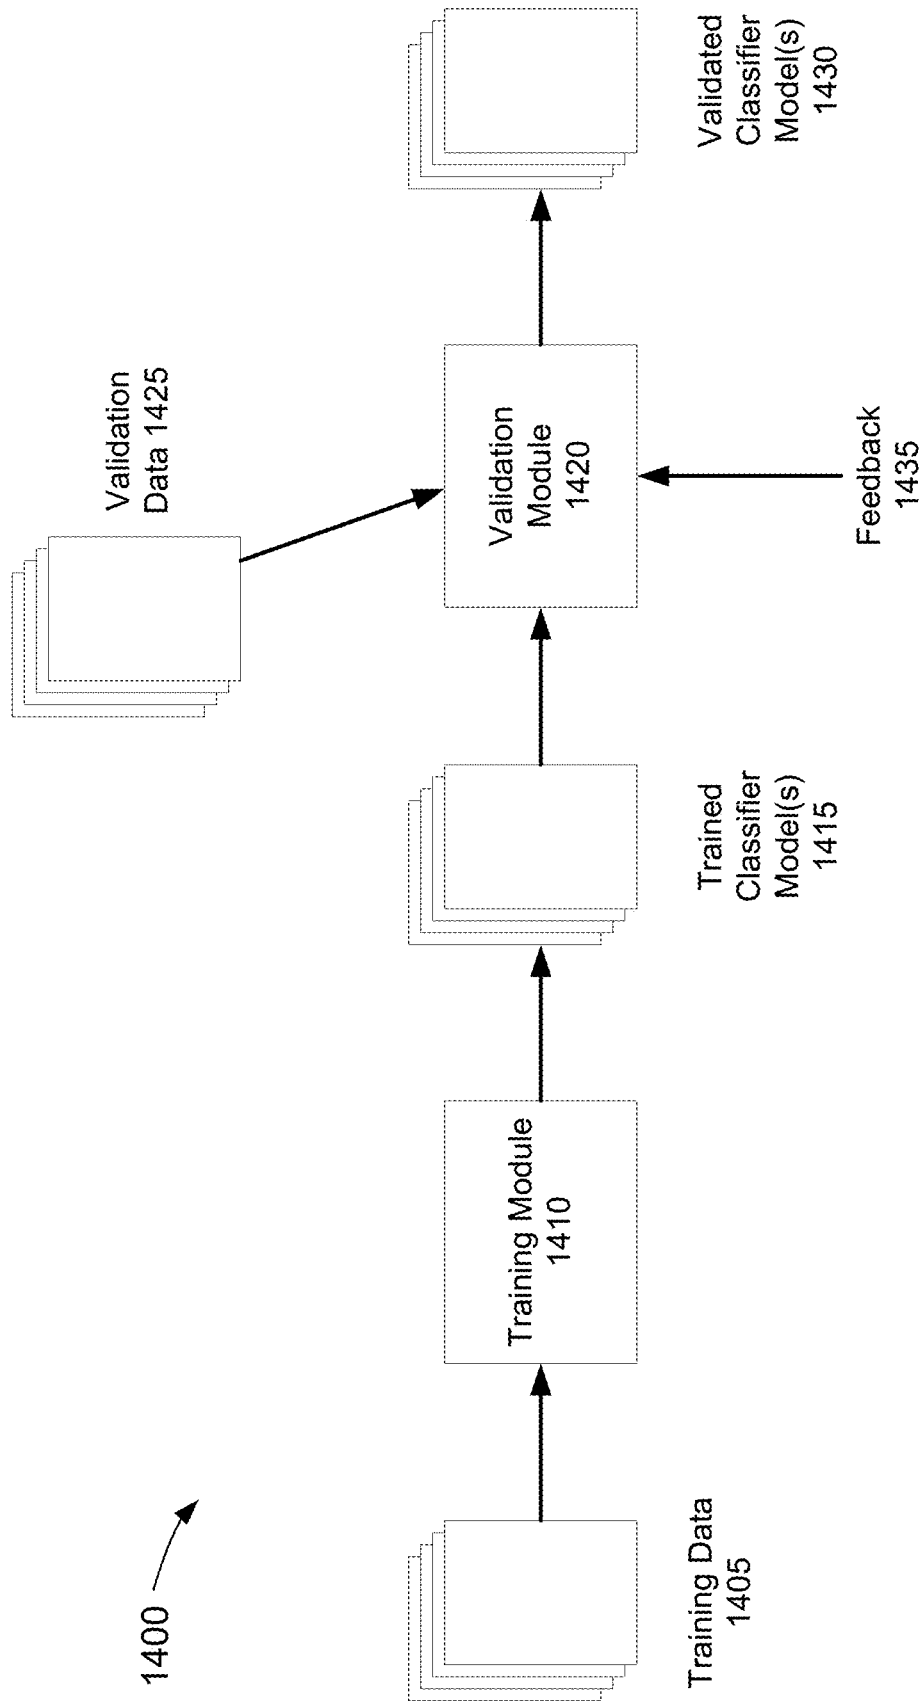 1400
Validation
Data 1425
Training Module
1410
Validation
Module
1420
Training Data
1405
Trained
Classifier
Model(s)
1415
Feedback
1435
Validated
Classifier
Model(s)
1430